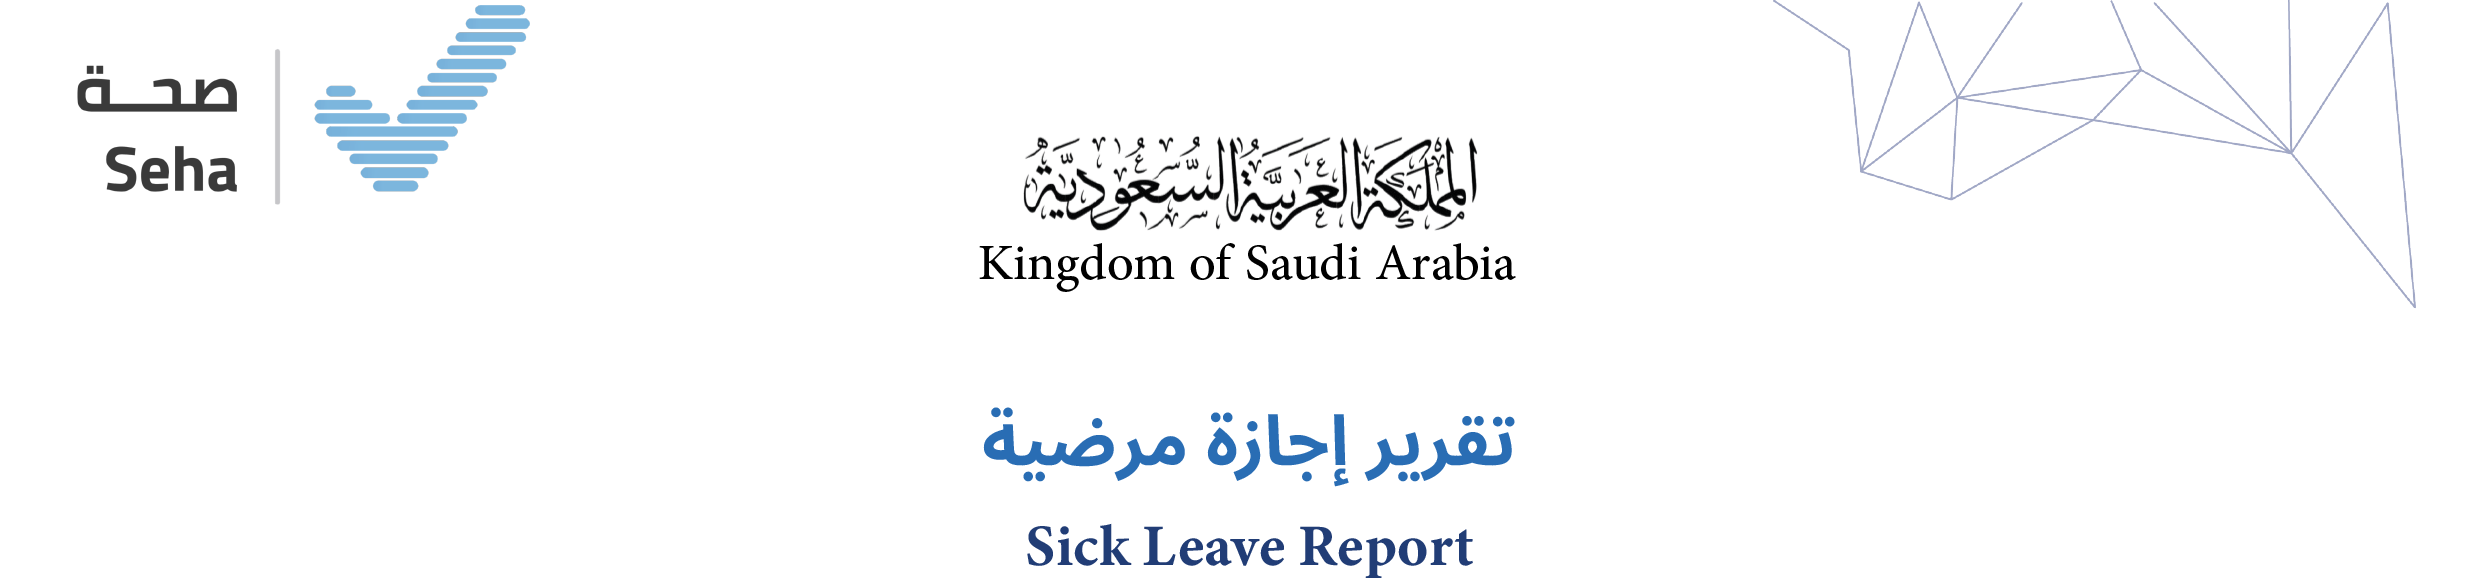 صحة
Seha
المملكة العربية السعودية
Kingdom of Saudi Arabia
تقرير إجازة مرضية
Sick Leave Report